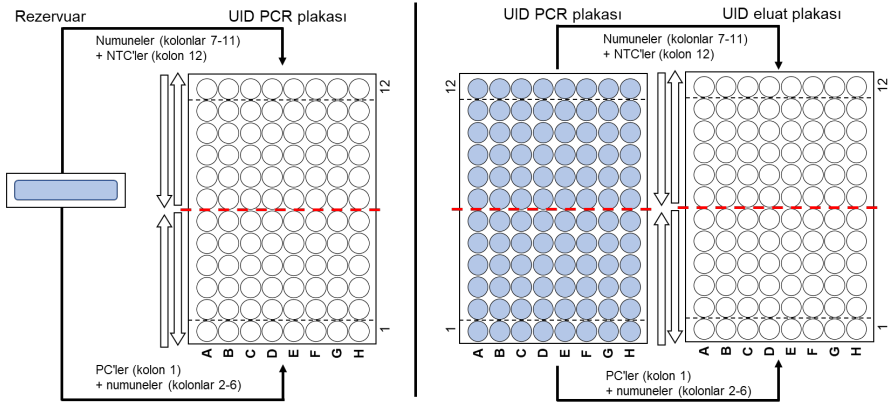 Rezervuar
UID PCR plakası
Numuneler (kolonlar 7-11)
+ NTC'ler (kolon 12)
12
1
A B C D E F G H
PC'ler (kolon 1)
+ numuneler (kolonlar 2-6)
UID PCR plakası
UID eluat plakası
Numuneler (kolonlar 7-11)
+ NTC'ler (kolon 12)
12
12
1
1
A B C D E F G H
A B C D E F G H
PC'ler (kolon 1)
+ numuneler (kolonlar 2-6)